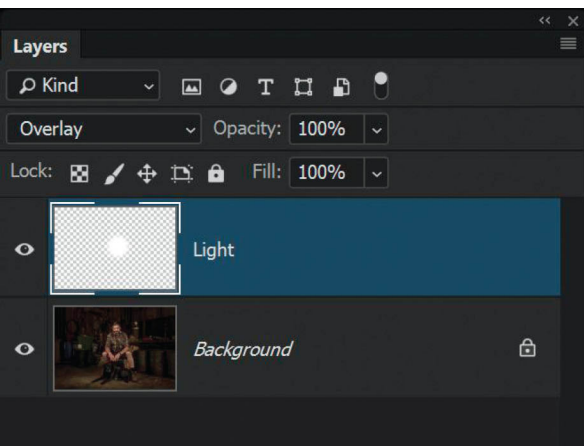 Layers
Kind
Overlay Opacity: 100%
Lock: Fill: 100%
Light
Background